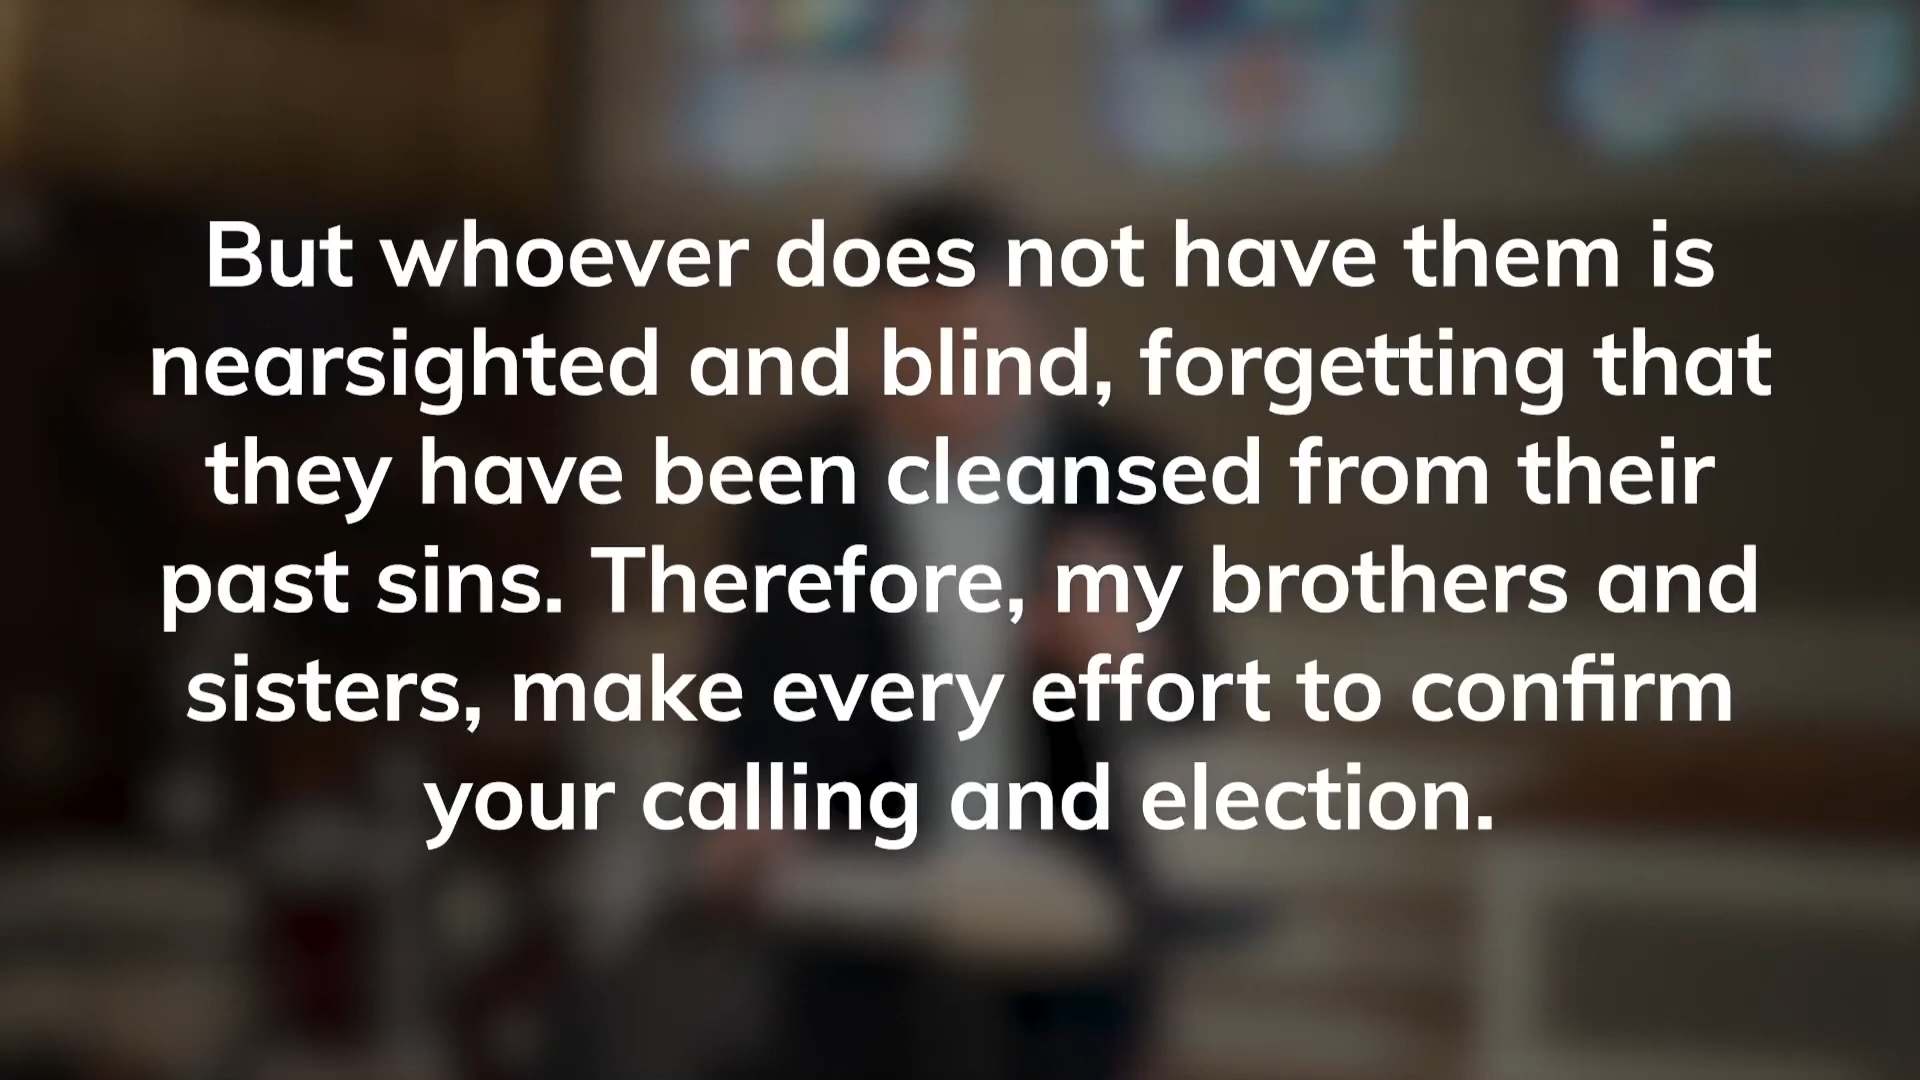 But whoever does not have them is
nearsighted and blind, forgetting that
they have been cleansed from their
past sins. Therefore, my brothers and
sisters, make every effort to confirm
your calling and election.